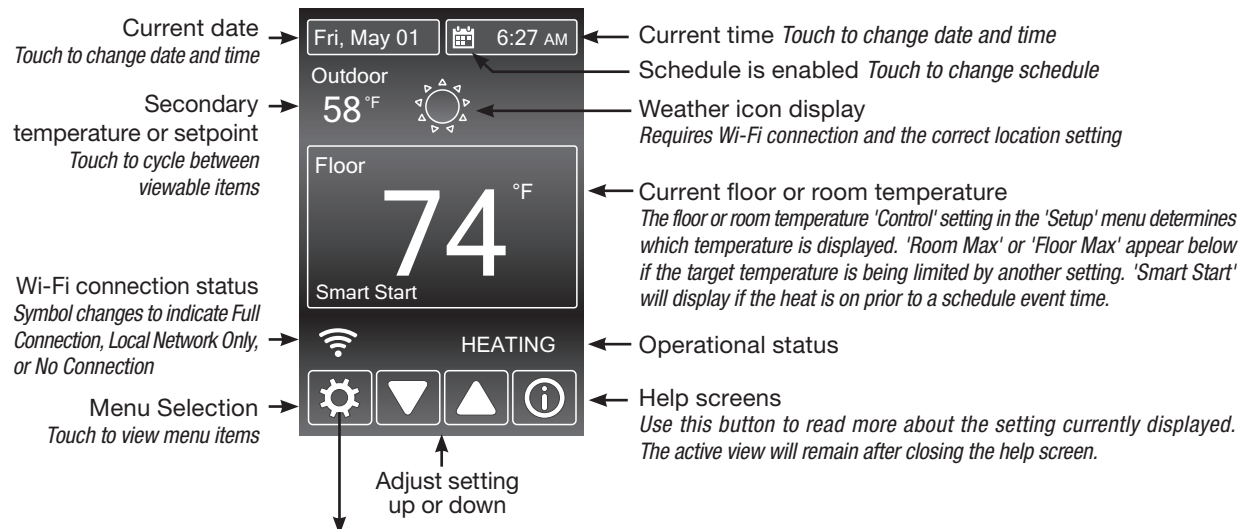 Current date
Touch to change date and time
Secondary
temperature or setpoint
Touch to cycle between
viewable items
Wi-Fi connection status
Symbol changes to indicate Full
Connection, Local Network Only,
or No Connection
Menu Selection
Touch to view menu items
Fri, May 01
6:27 AM
Outdoor
58 °F
Floor
74 °F
Smart Start
HEATING
Adjust setting
up or down
Current time Touch to change date and time
Schedule is enabled Touch to change schedule
Weather icon display
Requires Wi-Fi connection and the correct location setting
Current floor or room temperature
The floor or room temperature 'Control' setting in the 'Setup' menu determines
which temperature is displayed. 'Room Max' or 'Floor Max' appear below
if the target temperature is being limited by another setting. 'Smart Start'
will display if the heat is on prior to a schedule event time.
Operational status
Help screens
Use this button to read more about the setting currently displayed.
The active view will remain after closing the help screen.